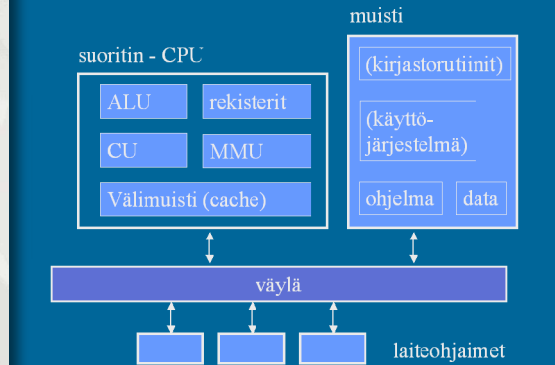 muisti
suoritin - CPU
(kirjastorutiinit)
ALU
rekisterit
(käyttö-
järjestelmä)
CU
MMU
Välimuisti (cache)
ohjelma
data
väylä
laiteohjaimet